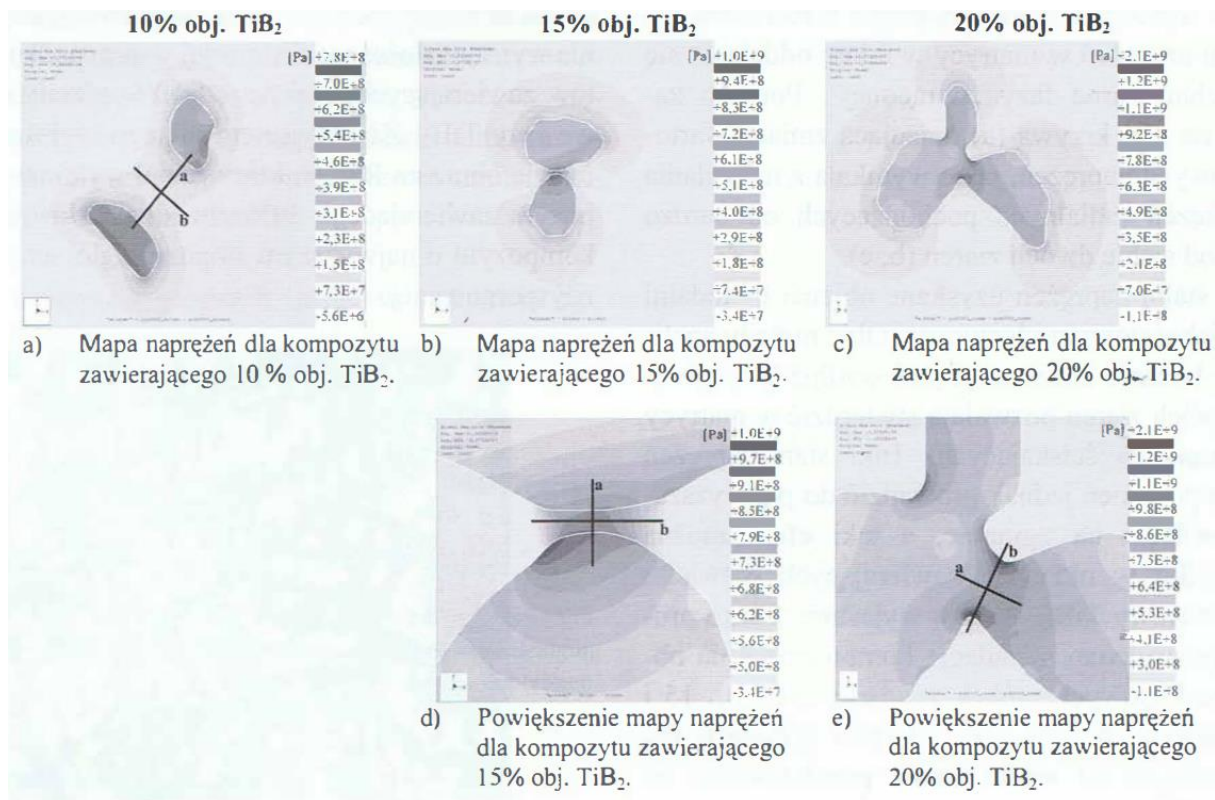 10% obj. TiB₂
15% obj. TiB₂
20% obj. TiB₂
[Pa] +7.8E+8
+7.0E+8
+6.2E+8
+5.4E+8
+4.6E+8
+3.9E+8
+3.1E+8
+2.3E+8
+1.5E+8
+7.3E+7
-5.6E+6
a
b
[Pa] +1.0E+9
+9.4E+8
+8.3E+8
+7.2E+8
+6.1E+8
+5.1E+8
+4.0E+8
+2.9E+8
+1.8E+8
+7.4E+7
-3.4E+7
[Pa] +2.1E+9
+1.2E+9
+1.1E+9
+9.2E+8
+7.8E+8
+6.3E+8
+4.9E+8
+3.5E+8
+2.1E+8
+7.0E+7
-1.1E+8
a) Mapa naprężeń dla kompozytu
zawierającego 10 % obj. TiB₂.
b) Mapa naprężeń dla kompozytu
zawierającego 15% obj. TiB₂.
c) Mapa naprężeń dla kompozytu
zawierającego 20% obj. TiB₂.
[Pa] +1.0E+9
+9.7E+8
+9.1E+8
+8.5E+8
+7.9E+8
+7.3E+8
+6.8E+8
+6.2E+8
+5.6E+8
+5.0E+8
-3.4E+7
a
b
[Pa] +2.1E+9
+1.2E+9
+1.1E+9
+9.8E+8
+8.6E+8
+7.5E+8
+6.4E+8
+5.3E+8
+4.1E+8
+3.0E+8
-1.1E+8
b
a
d) Powiększenie mapy naprężeń
dla kompozytu zawierającego
15% obj. TiB₂.
e) Powiększenie mapy naprężeń
dla kompozytu zawierającego
20% obj. TiB₂.